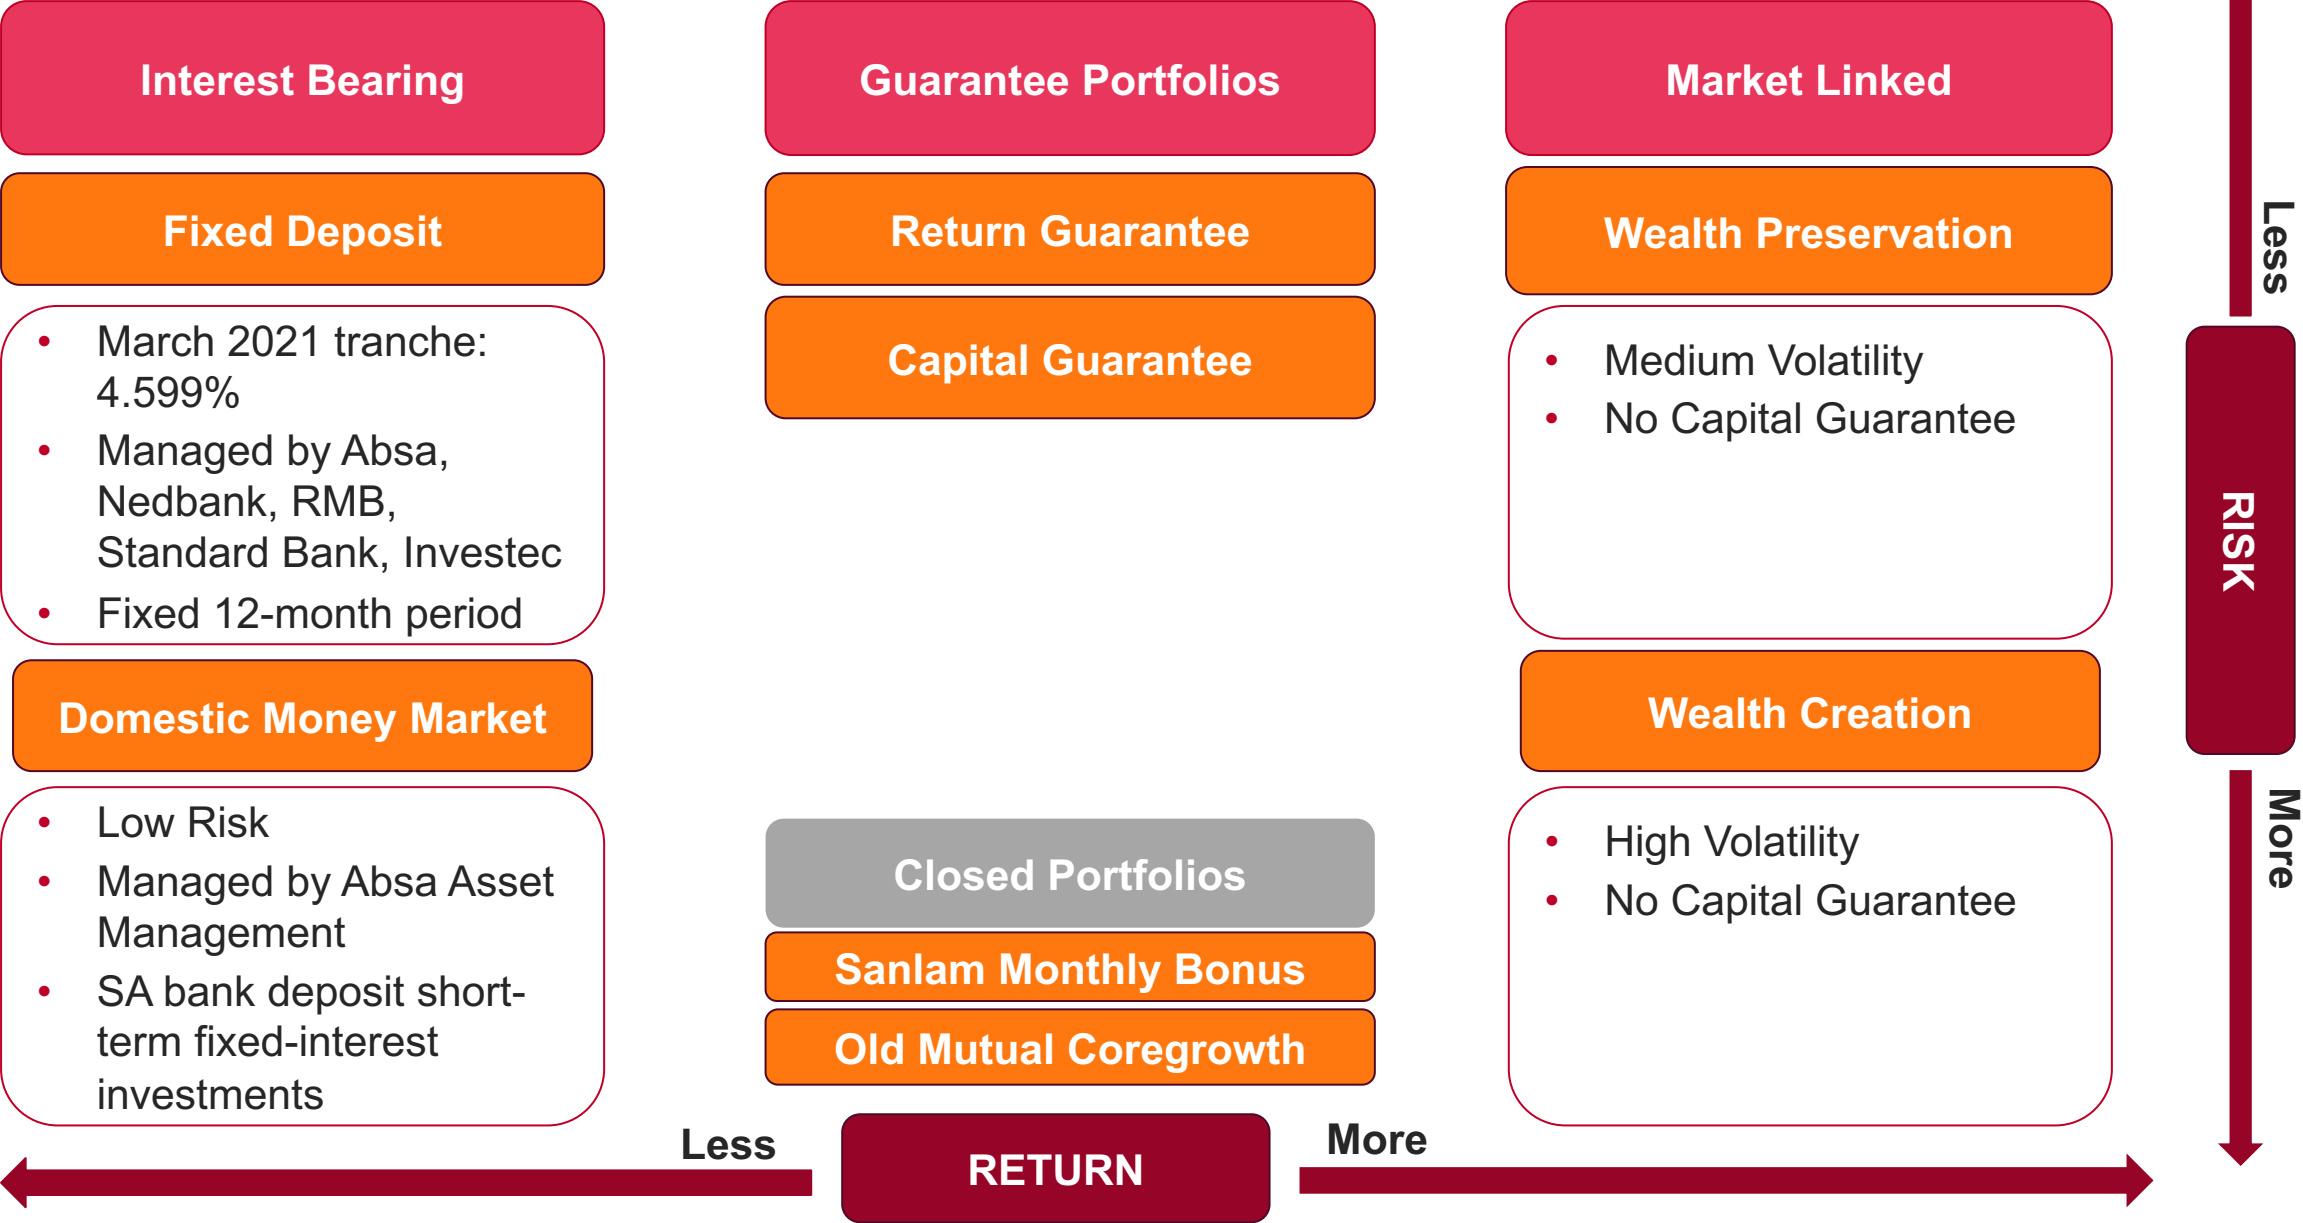 Interest Bearing
Fixed Deposit
• March 2021 tranche:
4.599%
• Managed by Absa,
Nedbank, RMB,
Standard Bank, Investec
• Fixed 12-month period
Domestic Money Market
• Low Risk
• Managed by Absa Asset
Management
• SA bank deposit short-
term fixed-interest
investments
Guarantee Portfolios
Return Guarantee
Capital Guarantee
Closed Portfolios
Sanlam Monthly Bonus
Old Mutual Coregrowth
Market Linked
Wealth Preservation
• Medium Volatility
• No Capital Guarantee
Wealth Creation
• High Volatility
• No Capital Guarantee
Less
RISK
More
Less
RETURN
More